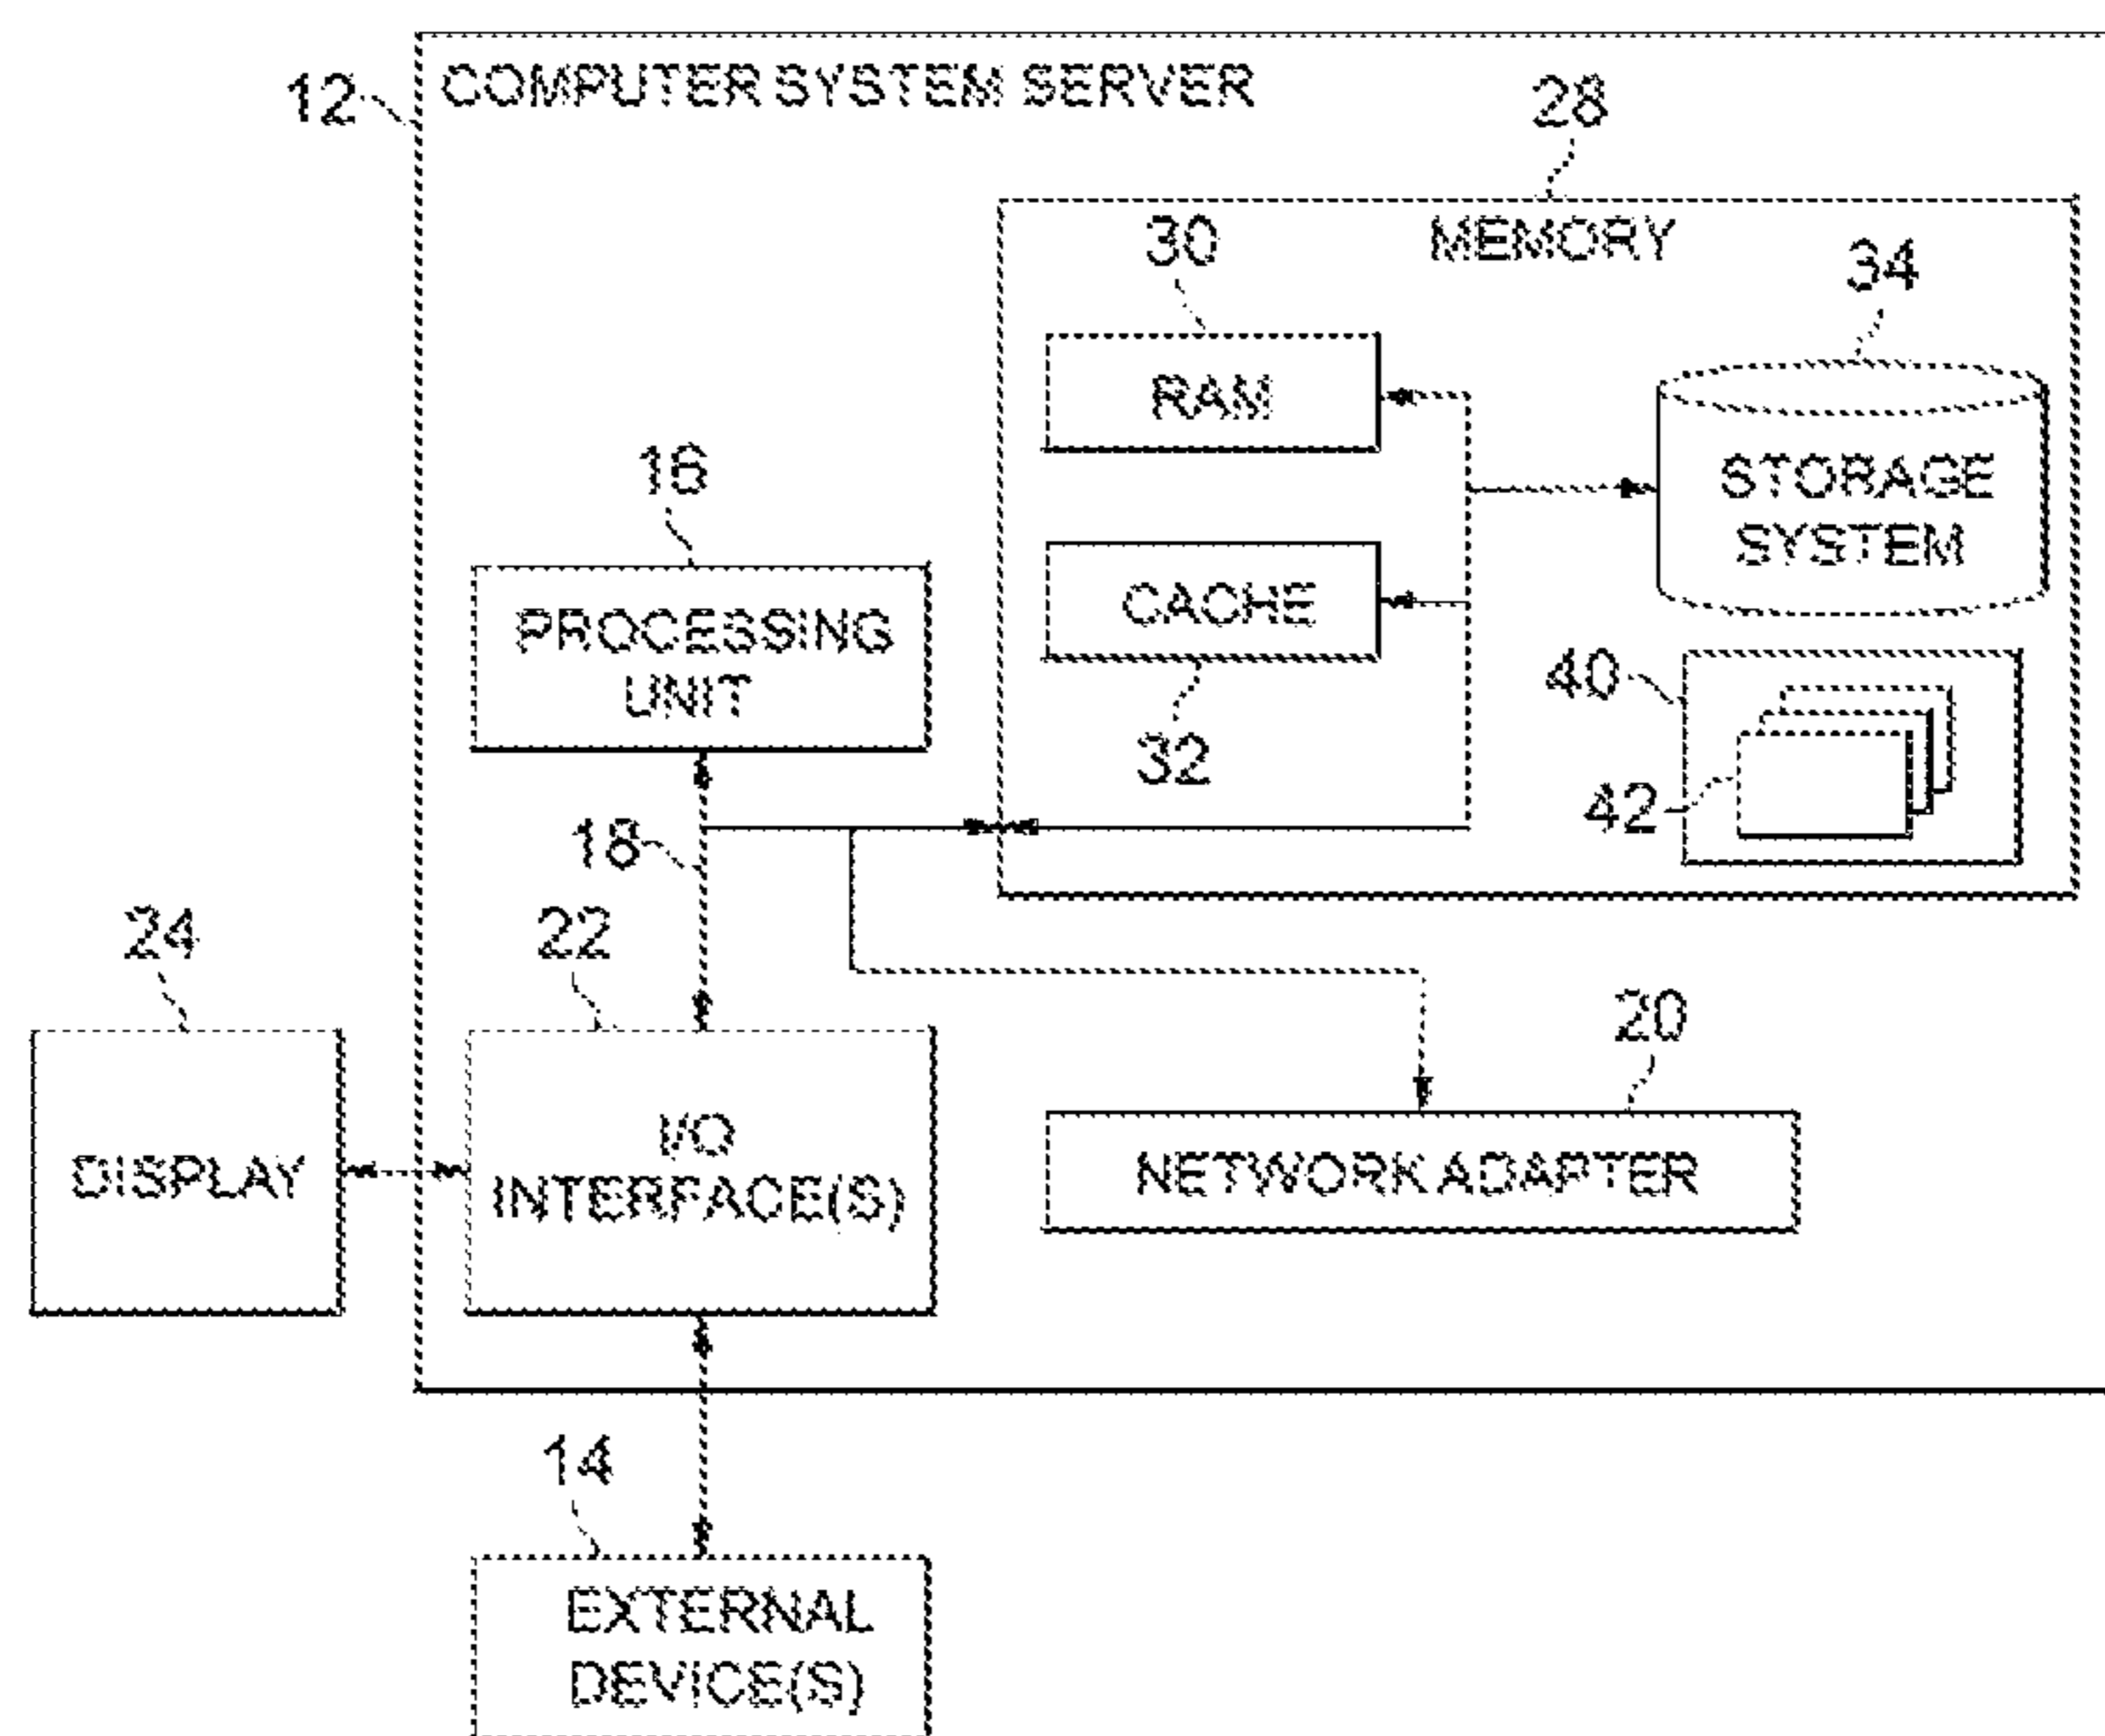 12
COMPUTER SYSTEM SERVER
28
MEMORY
30
34
RAM
STORAGE
SYSTEM
16
PROCESSING
UNIT
CACHE
32
40
42
18
24
22
20
DISPLAY
I/O
INTERFACE(S)
NETWORK ADAPTER
14
EXTERNAL
DEVICE(S)